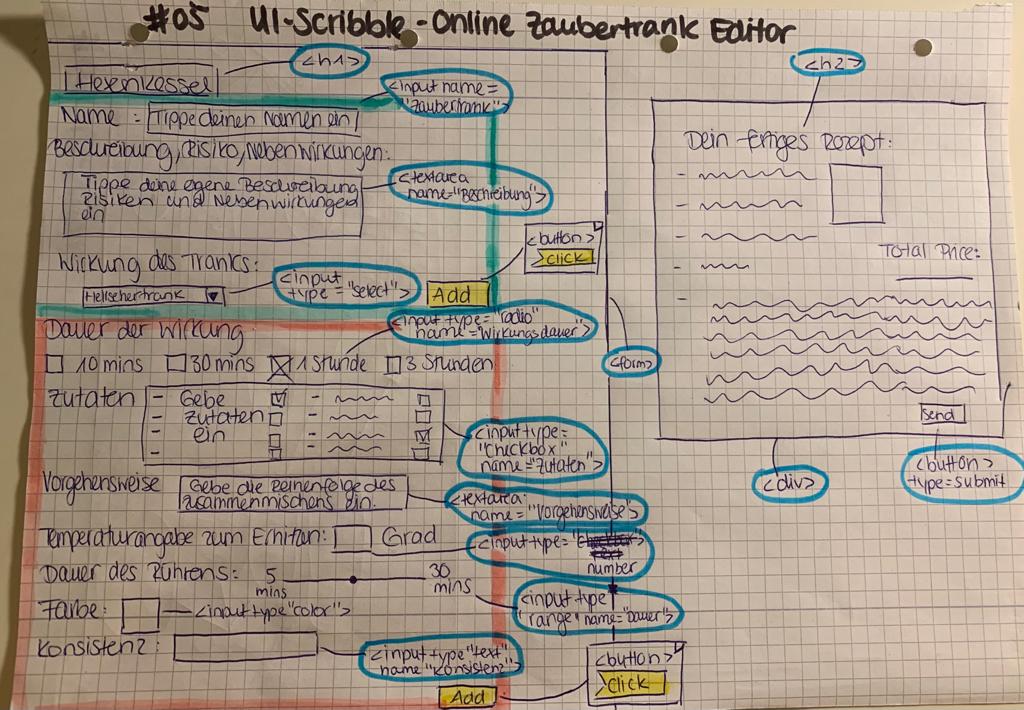 #05 UI-Scribble - Online Zaubertrank Editor
Hexenkessel
<h1>
<input name=
"Zaubertrank">
Name : Tippe deinen Namen ein
Beschreibung, Risiko, Nebenwirkungen:
Tippe deine eigene Beschreibung
Risiken und Nebenwirkungen
ein
<textarea
name="Beschreibung">
<button>
click
Wirkung des Tranks:
Hellsehertrank
<input
type="select">
Add
<input type="radio"
name=Wirkungsdauer>
Dauer der Wirkung
10 mins 30 mins 1 Stunde 3 Stunden
<form>
Zutaten
- Gebe
- Zutaten
- ein
<input type=
"Checkbox"
name="Zutaten">
Vorgehensweise
Gebe die Reihenfolge des
Zusammenmischens ein.
<textarea:
name="Vorgehensweise">
Temperaturangabe zum Erhitzen: Grad
<input type="
number
Dauer des Rührens: 5 mins 30 mins
<input type
"range" name="Dauer">
Farbe: <input type"color">
Konsistenz:
<input type"text"
name"Konsistenz">
Add
<button>
Click
<h2>
Dein fertiges Rezept:
Total Price:
send
<div>
<button>
type=submit